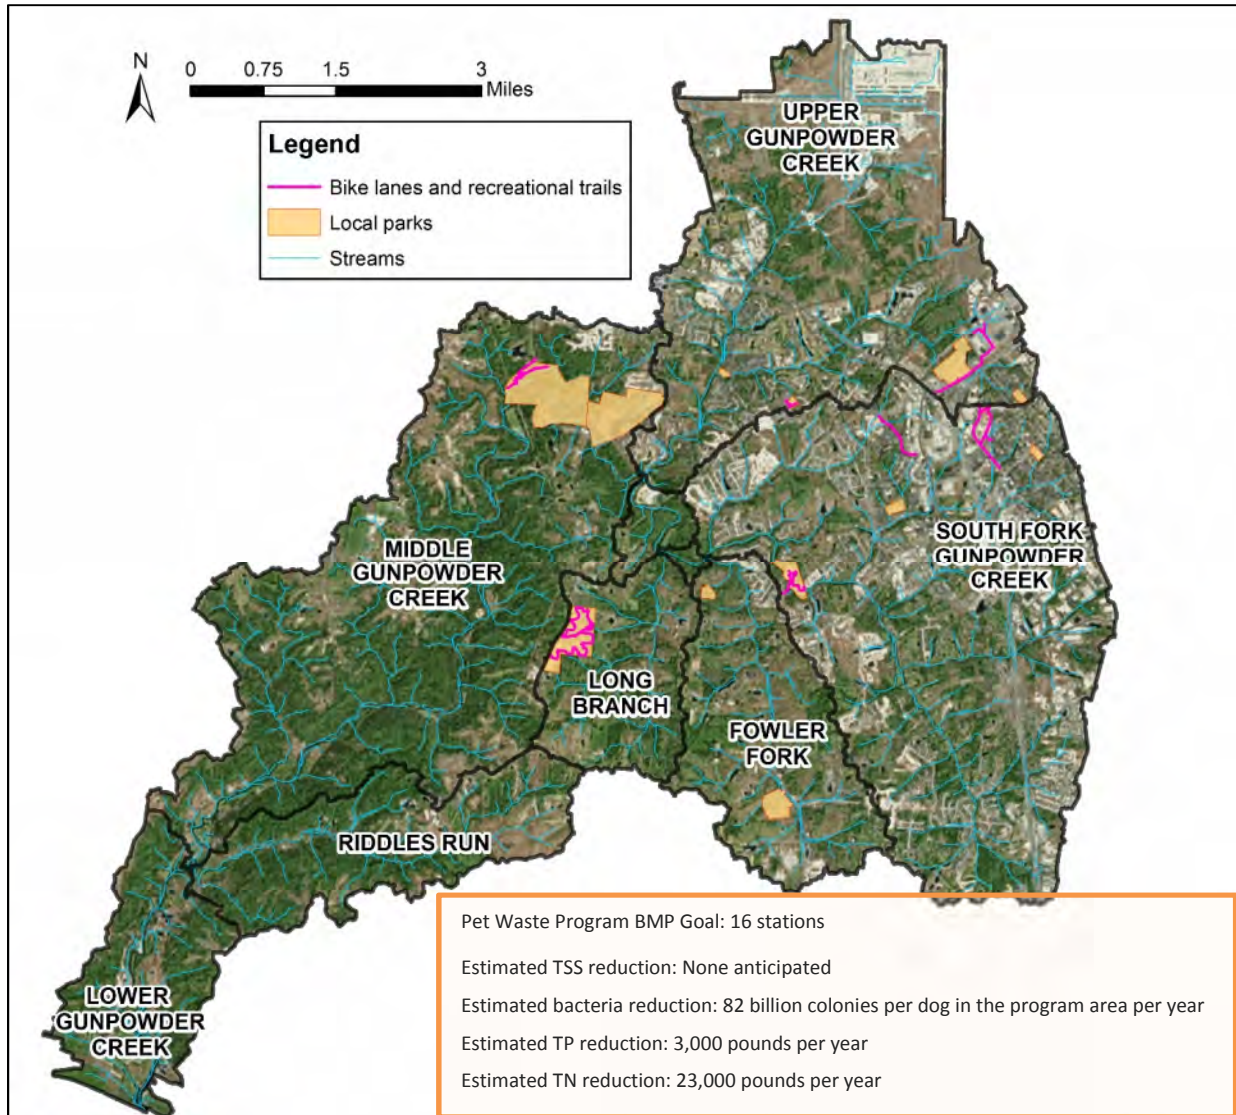 N
0 0.75 1.5 3
Miles
Legend
Bike lanes and recreational trails
Local parks
Streams
UPPER
GUNPOWDER
CREEK
MIDDLE
GUNPOWDER
CREEK
SOUTH FORK
GUNPOWDER
CREEK
LONG
BRANCH
FOWLER
FORK
RIDDLES RUN
LOWER
GUNPOWDER
CREEK
Pet Waste Program BMP Goal: 16 stations
Estimated TSS reduction: None anticipated
Estimated bacteria reduction: 82 billion colonies per dog in the program area per year
Estimated TP reduction: 3,000 pounds per year
Estimated TN reduction: 23,000 pounds per year